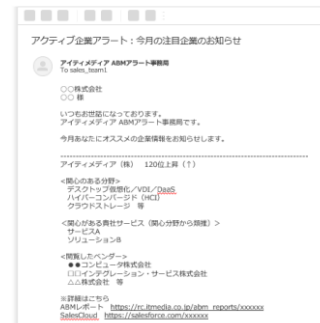 アクティブ企業アラート：今月の注目企業のお知らせ
アイティメディア ABMアラート事務局
To sales_team1
○○株式会社
○○ 様
いつもお世話になっております。
アイティメディア ABMアラート事務局です。
今月あなたにオススメの企業情報をお知らせします。
アイティメディア（株） 120位上昇（↑）
<関心のある分野>
デスクトップ仮想化／VDI／DaaS
ハイパーコンバージド（HCI）
クラウドストレージ 等
<関心がある貴社サービス（関心分野から類推）>
サービスA
ソリューションB
<閲覧したベンダー>
●●コンピュータ株式会社
□□インテグレーション・サービス株式会社
△△株式会社 等
※詳細はこちら
ABMレポート https://rc.itmedia.co.jp/abm_reports/xxxxxx
SalesCloud https://salesforce.com/xxxxxx